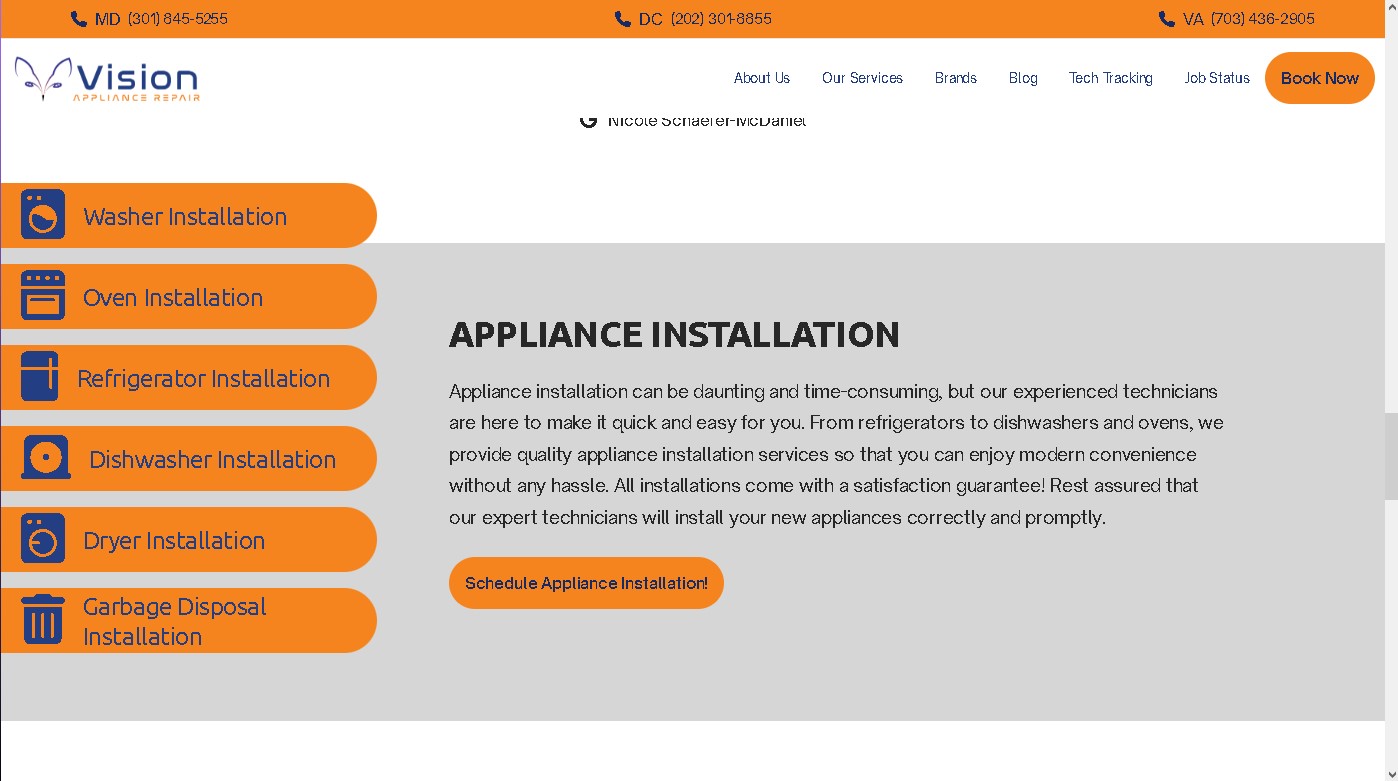 MD (301) 845-5255
DC (202) 301-8855
VA (703) 436-2905
Vision
APPLIANCE REPAIR
About Us
Our Services
Brands
Blog
Tech Tracking
Job Status
Book Now
Nicole Schaefer-McDaniel
Washer Installation
Oven Installation
Refrigerator Installation
Dishwasher Installation
Dryer Installation
Garbage Disposal
Installation
APPLIANCE INSTALLATION
Appliance installation can be daunting and time-consuming, but our experienced technicians
are here to make it quick and easy for you. From refrigerators to dishwashers and ovens, we
provide quality appliance installation services so that you can enjoy modern convenience
without any hassle. All installations come with a satisfaction guarantee! Rest assured that
our expert technicians will install your new appliances correctly and promptly.
Schedule Appliance Installation!